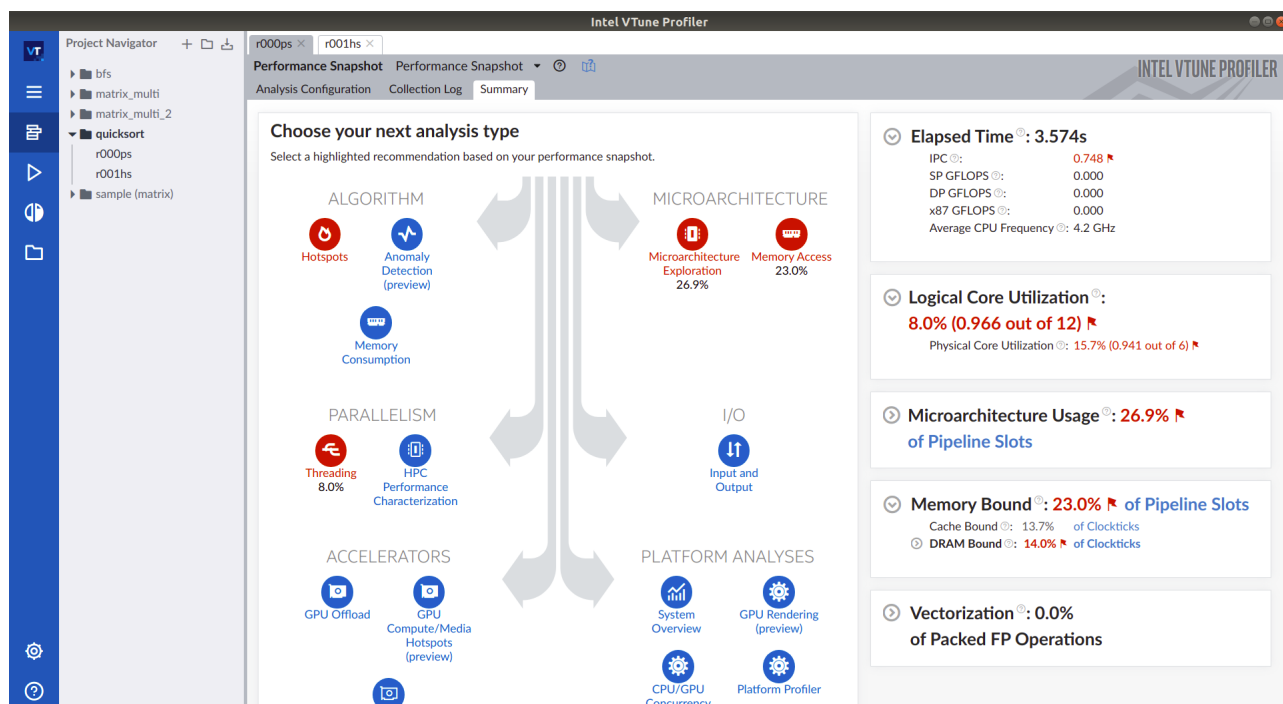 Intel VTune Profiler
VT
Project Navigator
bfs
matrix_multi
matrix_multi_2
quicksort
r000ps
r001hs
sample (matrix)
r000ps
r001hs
Performance Snapshot Performance Snapshot
INTEL VTUNE PROFILER
Analysis Configuration Collection Log Summary
Choose your next analysis type
Select a highlighted recommendation based on your performance snapshot.
ALGORITHM
Hotspots
Anomaly
Detection
(preview)
Memory
Consumption
MICROARCHITECTURE
Microarchitecture
Exploration
26.9%
Memory Access
23.0%
PARALLELISM
Threading
8.0%
HPC
Performance
Characterization
I/O
Input and
Output
ACCELERATORS
GPU Offload
GPU
Compute/Media
Hotspots
(preview)
PLATFORM ANALYSES
System
Overview
GPU Rendering
(preview)
CPU/GPU
Concurrency
Platform Profiler
Elapsed Time: 3.574s
IPC: 0.748
SP GFLOPS: 0.000
DP GFLOPS: 0.000
x87 GFLOPS: 0.000
Average CPU Frequency: 4.2 GHz
Logical Core Utilization:
8.0% (0.966 out of 12)
Physical Core Utilization: 15.7% (0.941 out of 6)
Microarchitecture Usage: 26.9%
of Pipeline Slots
Memory Bound: 23.0% of Pipeline Slots
Cache Bound: 13.7% of Clockticks
DRAM Bound: 14.0% of Clockticks
Vectorization: 0.0%
of Packed FP Operations